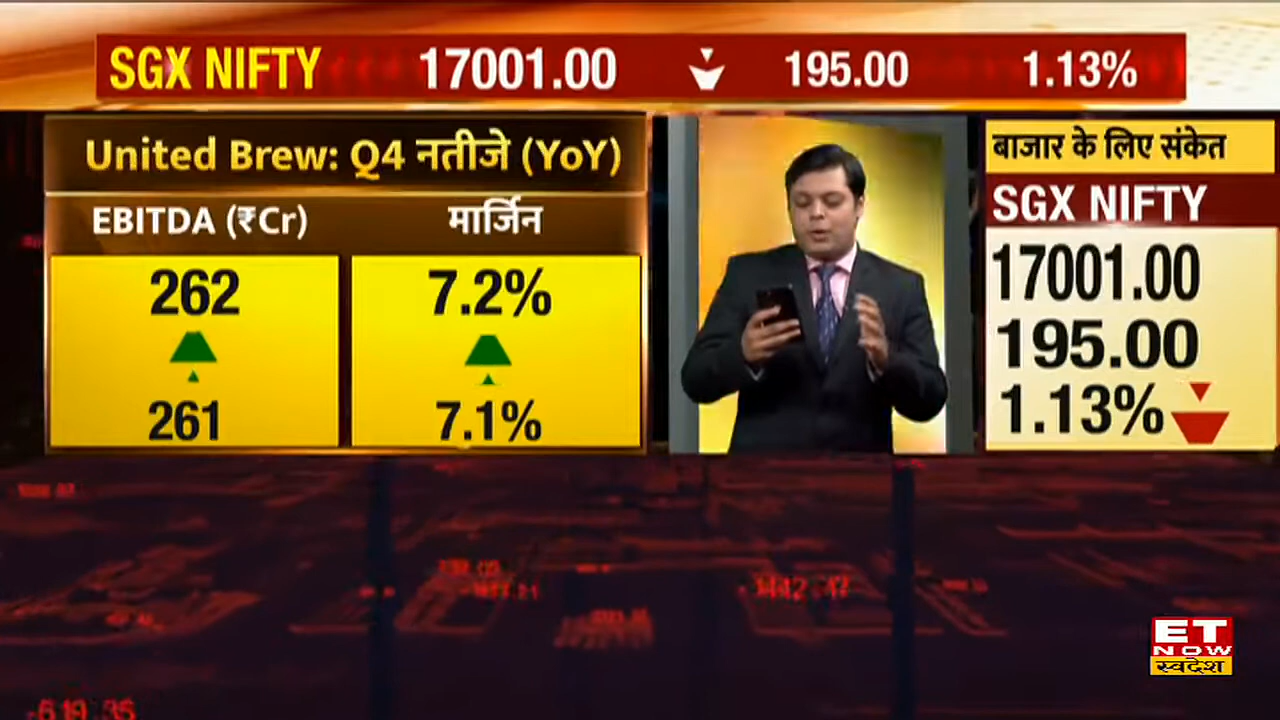 SGX NIFTY 17001.00 195.00 1.13%
United Brew: Q4 नतीजे (YoY)
EBITDA (₹Cr) मार्जिन
262 7.2%
261 7.1%
बाजार के लिए संकेत
SGX NIFTY
17001.00
195.00
1.13%
ET
NOW
स्वदेश